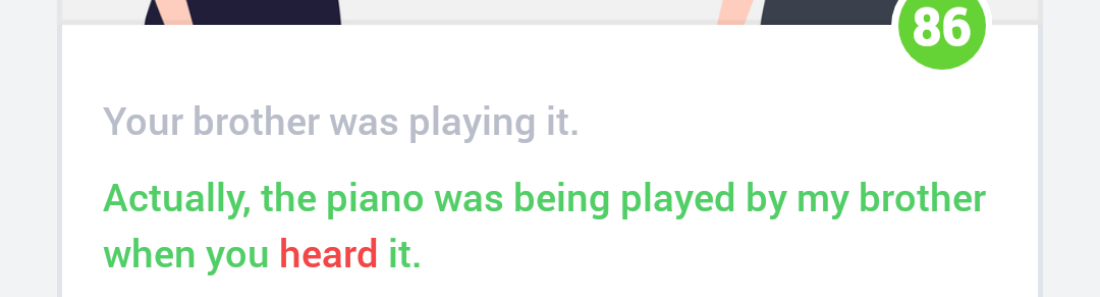 86
Your brother was playing it.
Actually, the piano was being played by my brother
when you heard it.